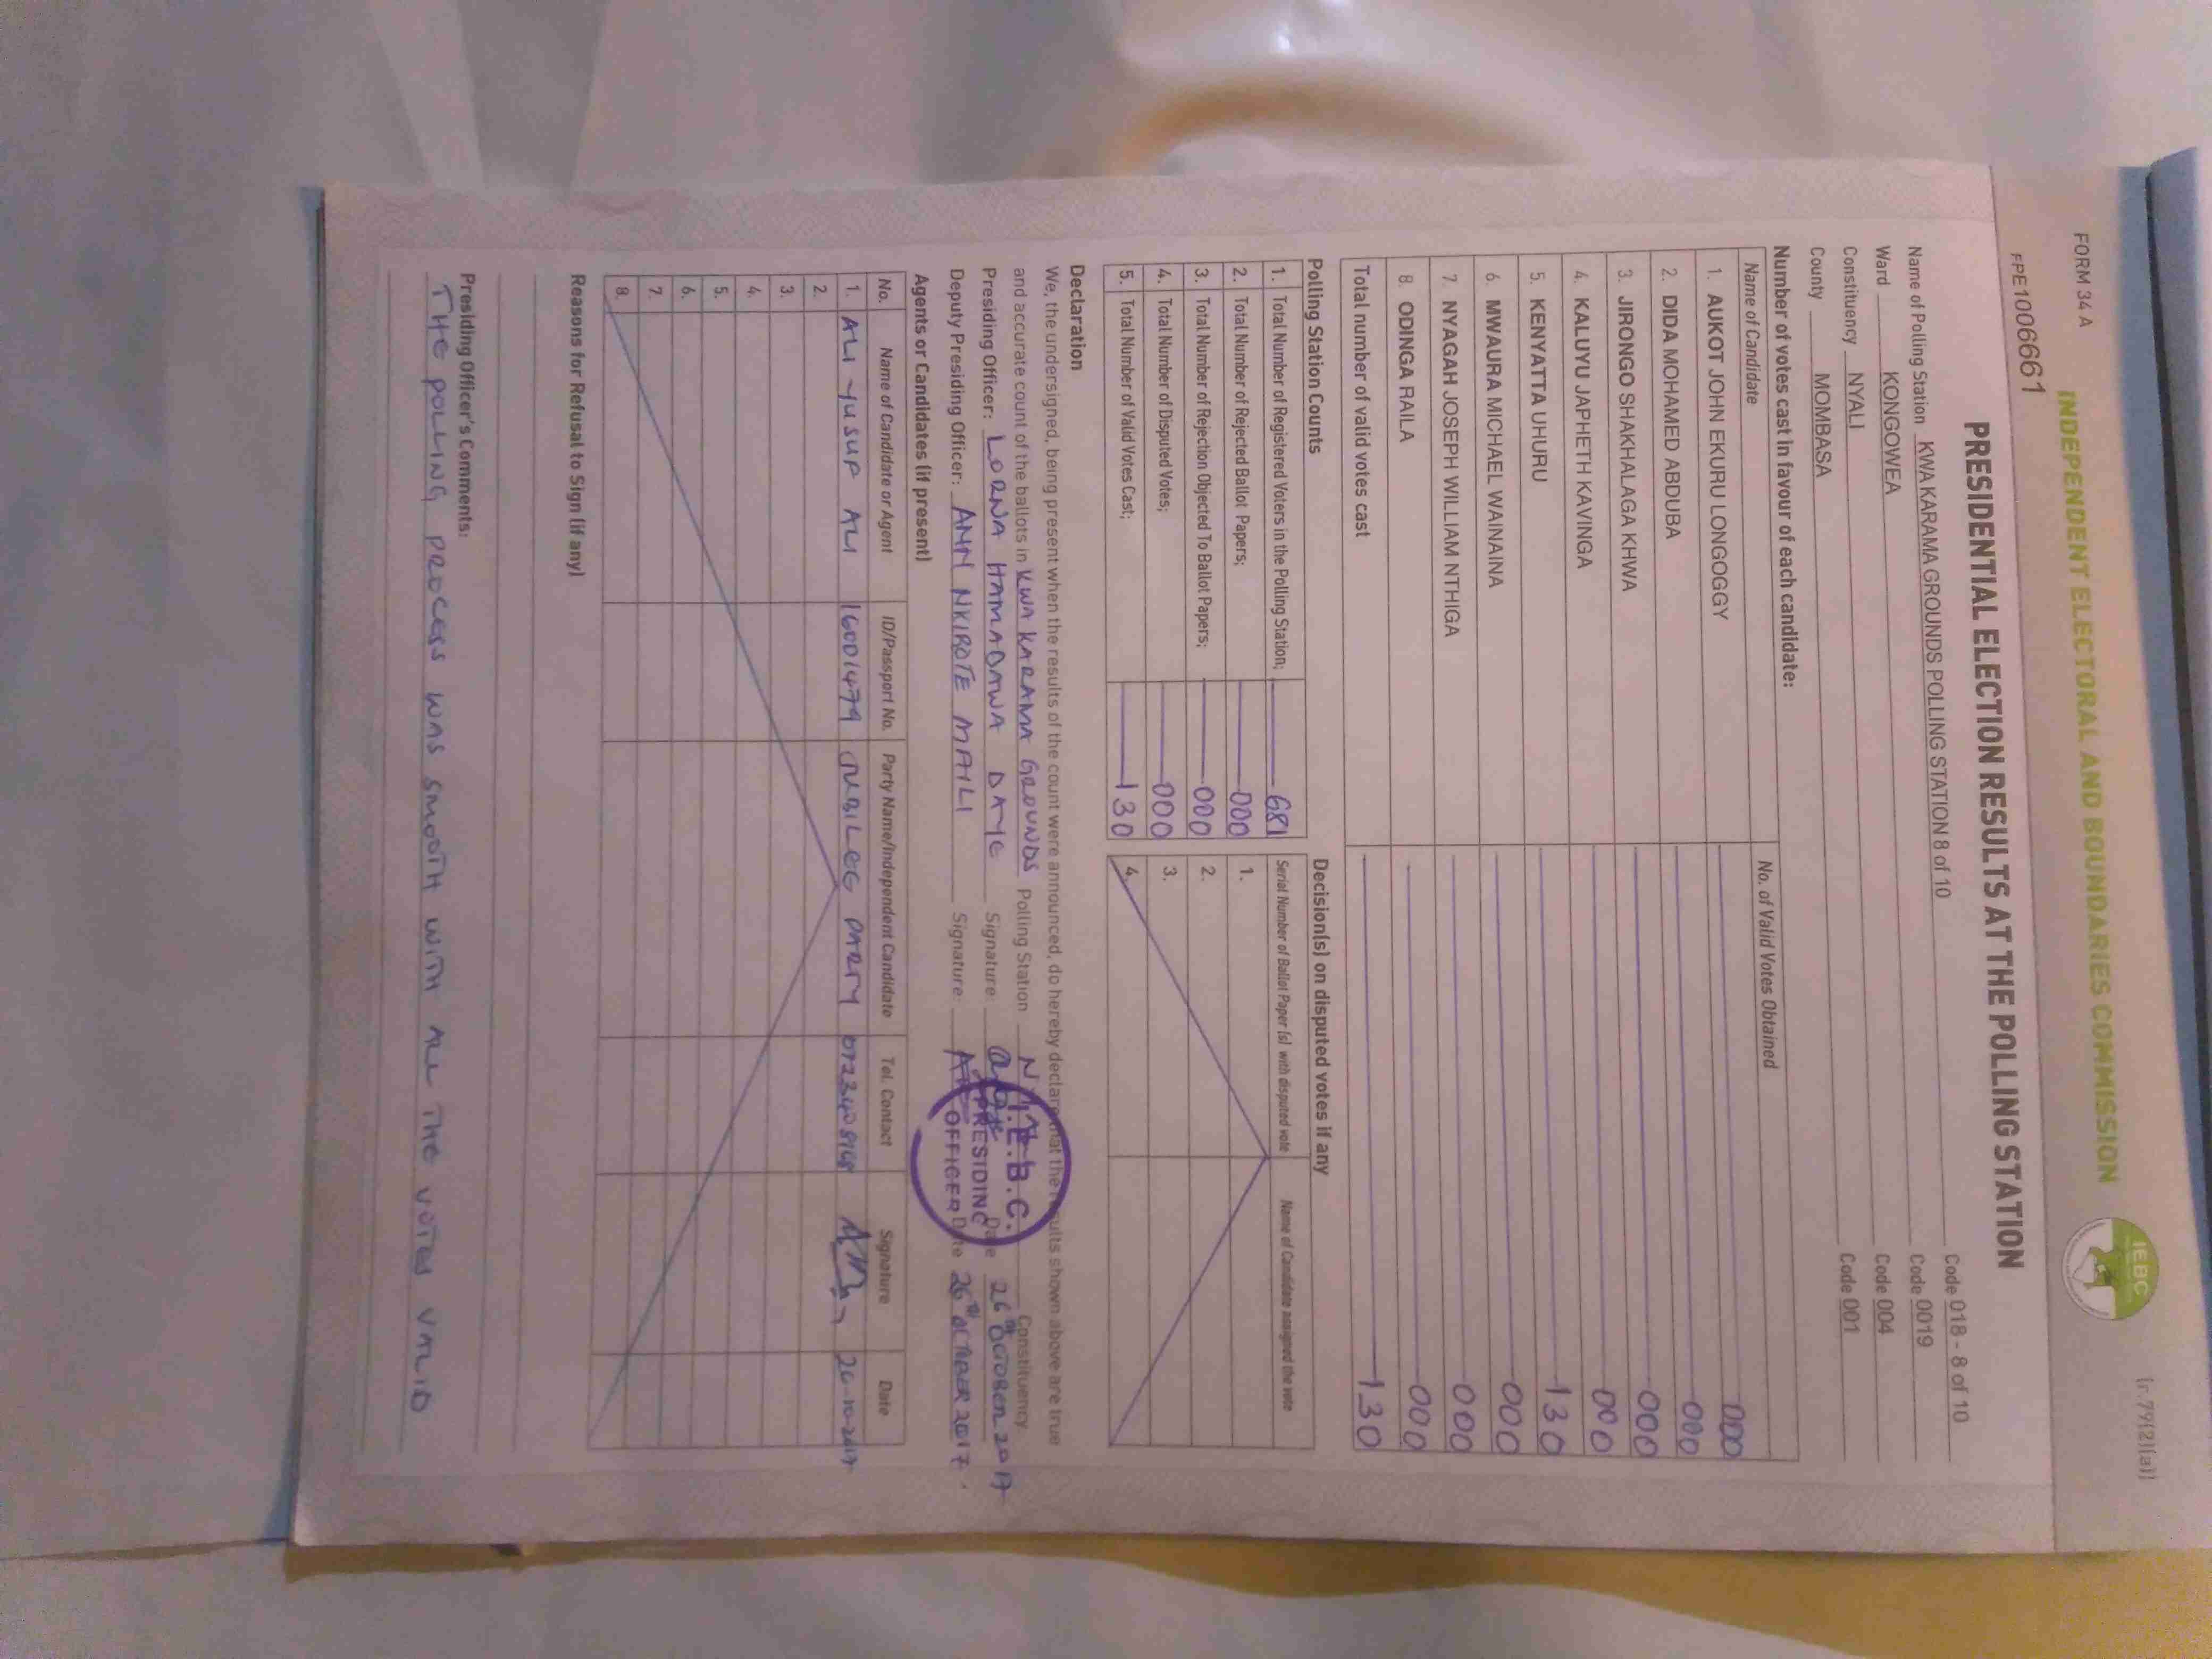 FORM 34 A
(r.79(2)(a))
INDEPENDENT ELECTORAL AND BOUNDARIES COMMISSION
IEBC
FPE1006661
PRESIDENTIAL ELECTION RESULTS AT THE POLLING STATION
Name of Polling Station KWA KARAMA GROUNDS POLLING STATION 8 of 10 Code 018 - 8 of 10
Ward KONGOWEA Code 0019
Constituency NYALI Code 004
County MOMBASA Code 001
Number of votes cast in favour of each candidate:
Name of Candidate No. of Valid Votes Obtained
1. AUKOT JOHN EKURU LONGOGGY 000
2. DIDA MOHAMED ABDUBA 000
3. JIRONGO SHAKHALAGA KHWA 000
4. KALUYU JAPHETH KAVINGA 000
5. KENYATTA UHURU 130
6. MWAURA MICHAEL WAINAINA 000
7. NYAGAH JOSEPH WILLIAM NTHIGA 000
8. ODINGA RAILA 000
Total number of valid votes cast 130
Polling Station Counts
1. Total Number of Registered Voters in the Polling Station; 681
2. Total Number of Rejected Ballot Papers; 000
3. Total Number of Rejection Objected To Ballot Papers; 000
4. Total Number of Disputed Votes; 000
5. Total Number of Valid Votes Cast; 130
Decision(s) on disputed votes if any
Serial Number of Ballot Paper (s) with disputed vote Name of Candidate assigned the vote
1.
2.
3.
4.
Declaration
We, the undersigned, being present when the results of the count were announced, do hereby declare that the results shown above are true
and accurate count of the ballots in KWA KARAMA GROUNDS Polling Station Constituency
Presiding Officer: LORNA HAMADAWA DAYE Signature: Date 26th OCTOBER 2017
Deputy Presiding Officer: ANN NKIROTE MAILI Signature: Date 26th OCTOBER 2017.
I.E.B.C.
PRESIDING
OFFICER
Agents or Candidates (if present)
No. Name of Candidate or Agent ID/Passport No. Party Name/Independent Candidate Tel. Contact Signature Date
1. ALI YUSUP ALI 16001479 JUBILEE PARTY 26-10-2017
2.
3.
4.
5.
6.
7.
8.
Reasons for Refusal to Sign (if any)
Presiding Officer's Comments:
THE POLLING PROCESS WAS SMOOTH WITH ALL THE VOTES VALID